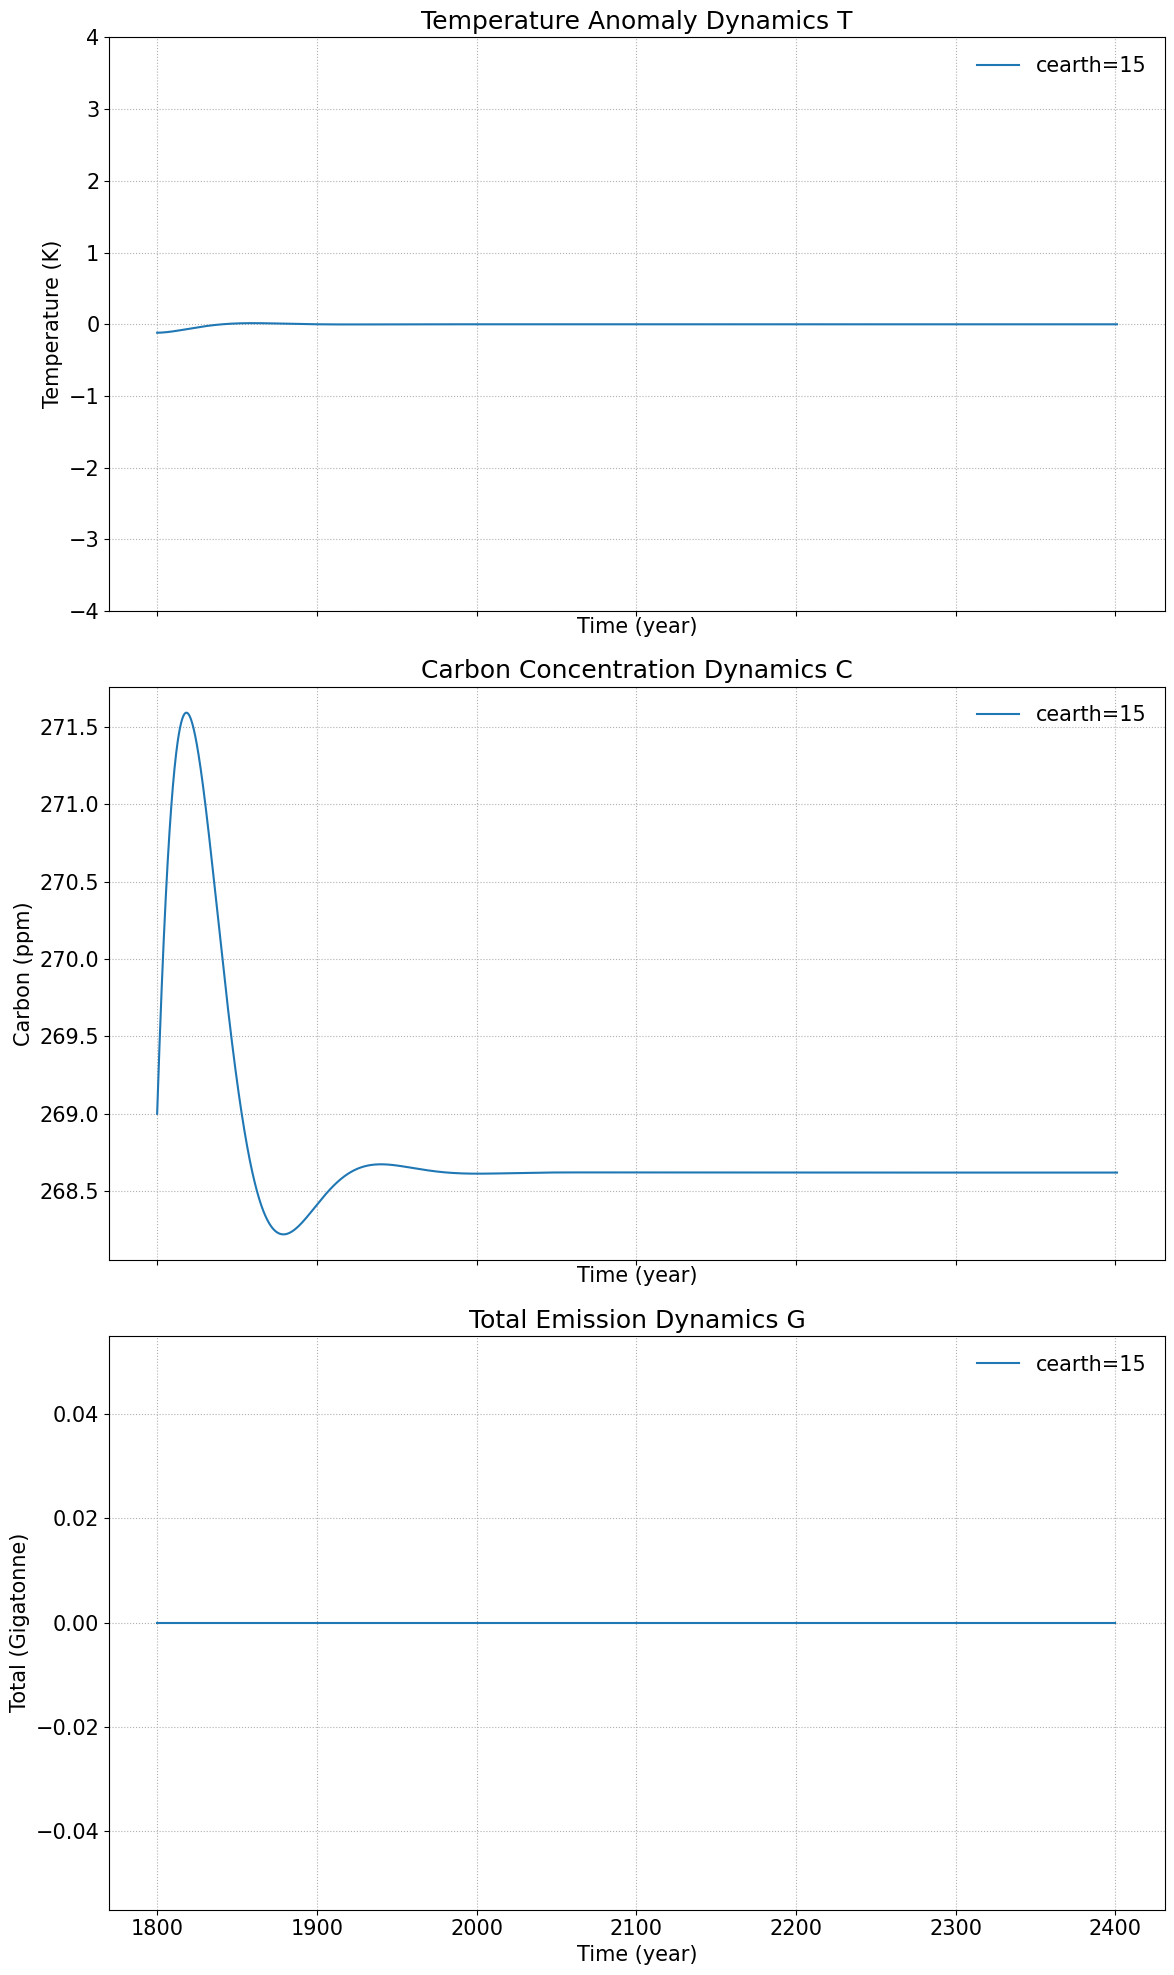 Temperature Anomaly Dynamics T
cearth=15
4
3
2
1
0
−1
−2
−3
−4
Temperature (K)
Time (year)
Carbon Concentration Dynamics C
cearth=15
271.5
271.0
270.5
270.0
269.5
269.0
268.5
Carbon (ppm)
Time (year)
Total Emission Dynamics G
cearth=15
0.04
0.02
0.00
−0.02
−0.04
Total (Gigatonne)
1800 1900 2000 2100 2200 2300 2400
Time (year)